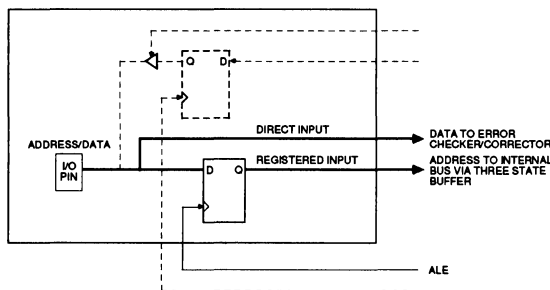 Q D
DIRECT INPUT
DATA TO ERROR
CHECKER/CORRECTOR
ADDRESS/DATA
REGISTERED INPUT
ADDRESS TO INTERNAL
BUS VIA THREE STATE
BUFFER
I/O
PIN
D Q
ALE